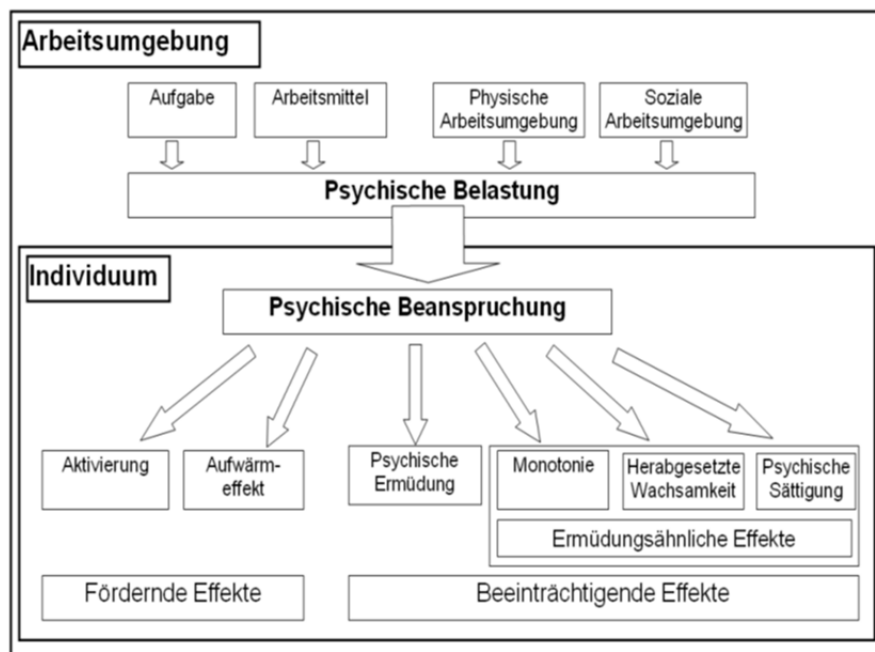 Arbeitsumgebung
Aufgabe
Arbeitsmittel
Physische
Arbeitsumgebung
Soziale
Arbeitsumgebung
Psychische Belastung
Individuum
Psychische Beanspruchung
Aktivierung
Aufwärm-
effekt
Psychische
Ermüdung
Monotonie
Herabgesetzte
Wachsamkeit
Psychische
Sättigung
Ermüdungsähnliche Effekte
Fördernde Effekte
Beeinträchtigende Effekte